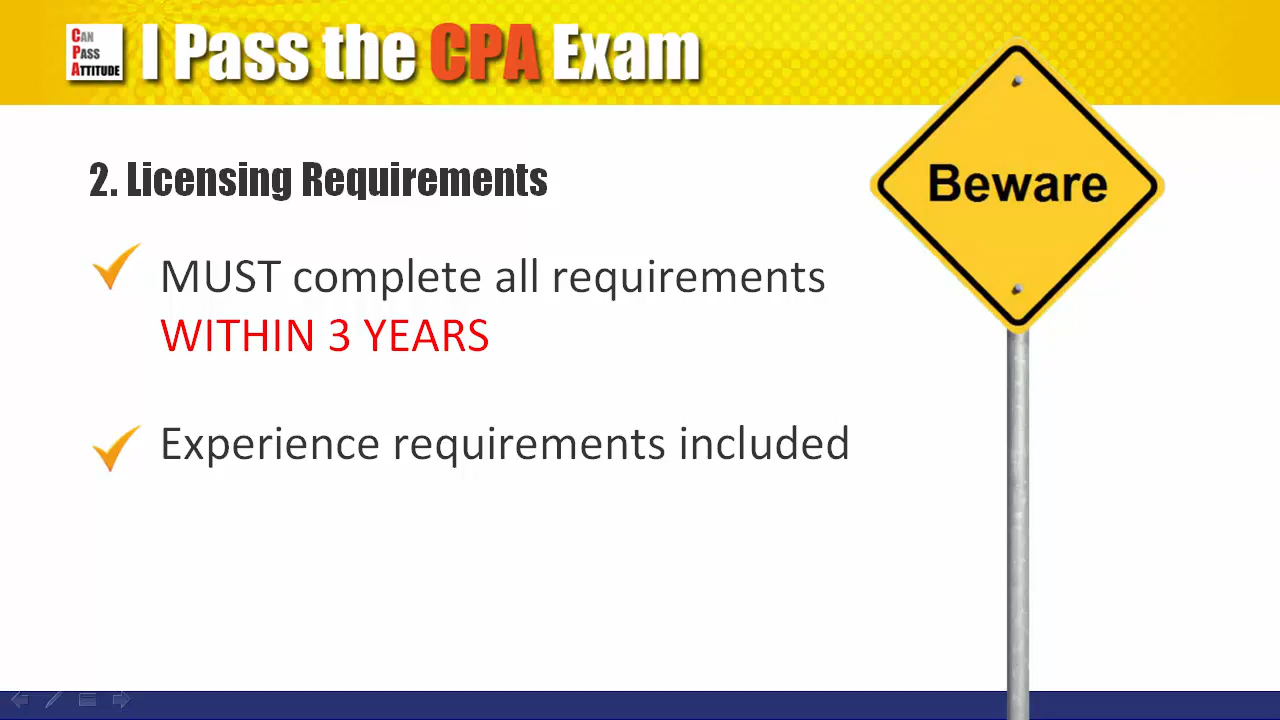 CAN
PASS
ATTITUDE
I Pass the CPA Exam
Beware
2. Licensing Requirements
MUST complete all requirements
WITHIN 3 YEARS
Experience requirements included